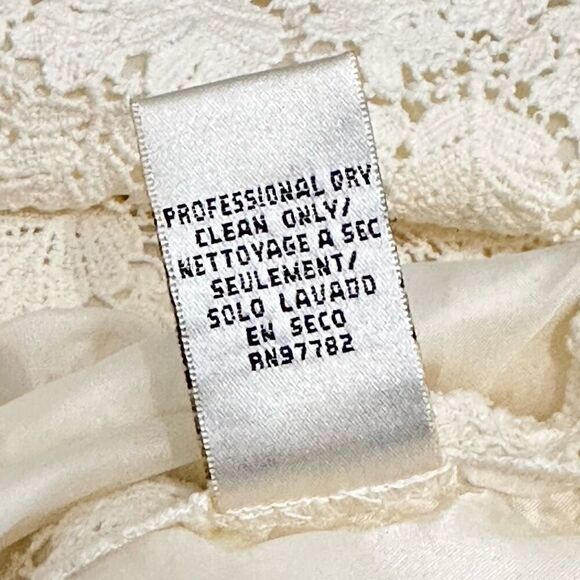 PROFESSIONAL DRY
CLEAN ONLY/
NETTOYAGE A SEC
SEULEMENT/
SOLO LAVADO
EN SECO
RN97782